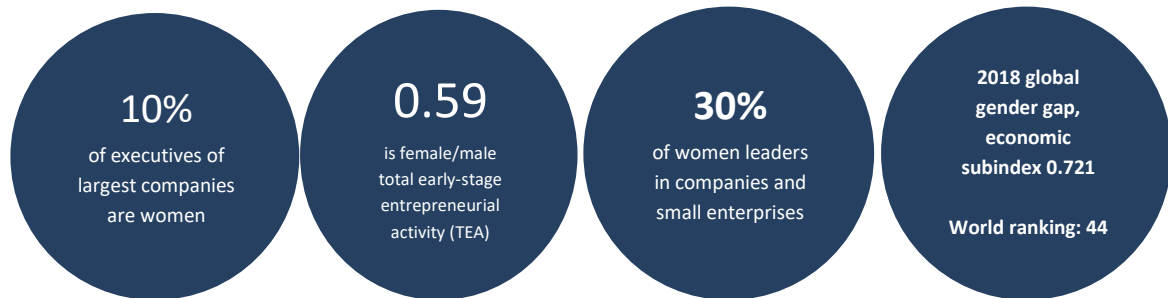 10%
of executives of
largest companies
are women
0.59
is female/male
total early-stage
entrepreneurial
activity (TEA)
30%
of women leaders
in companies and
small enterprises
2018 global
gender gap,
economic
subindex 0.721
World ranking: 44